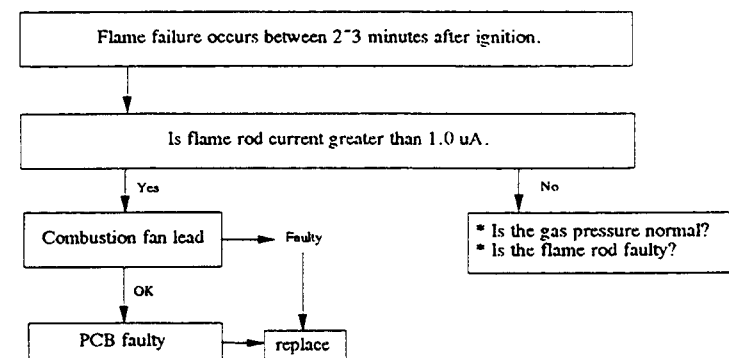 Flame failure occurs between 2~3 minutes after ignition.
Is flame rod current greater than 1.0 uA.
Yes
No
Combustion fan lead
Faulty
* Is the gas pressure normal?
* Is the flame rod faulty?
OK
PCB faulty
replace